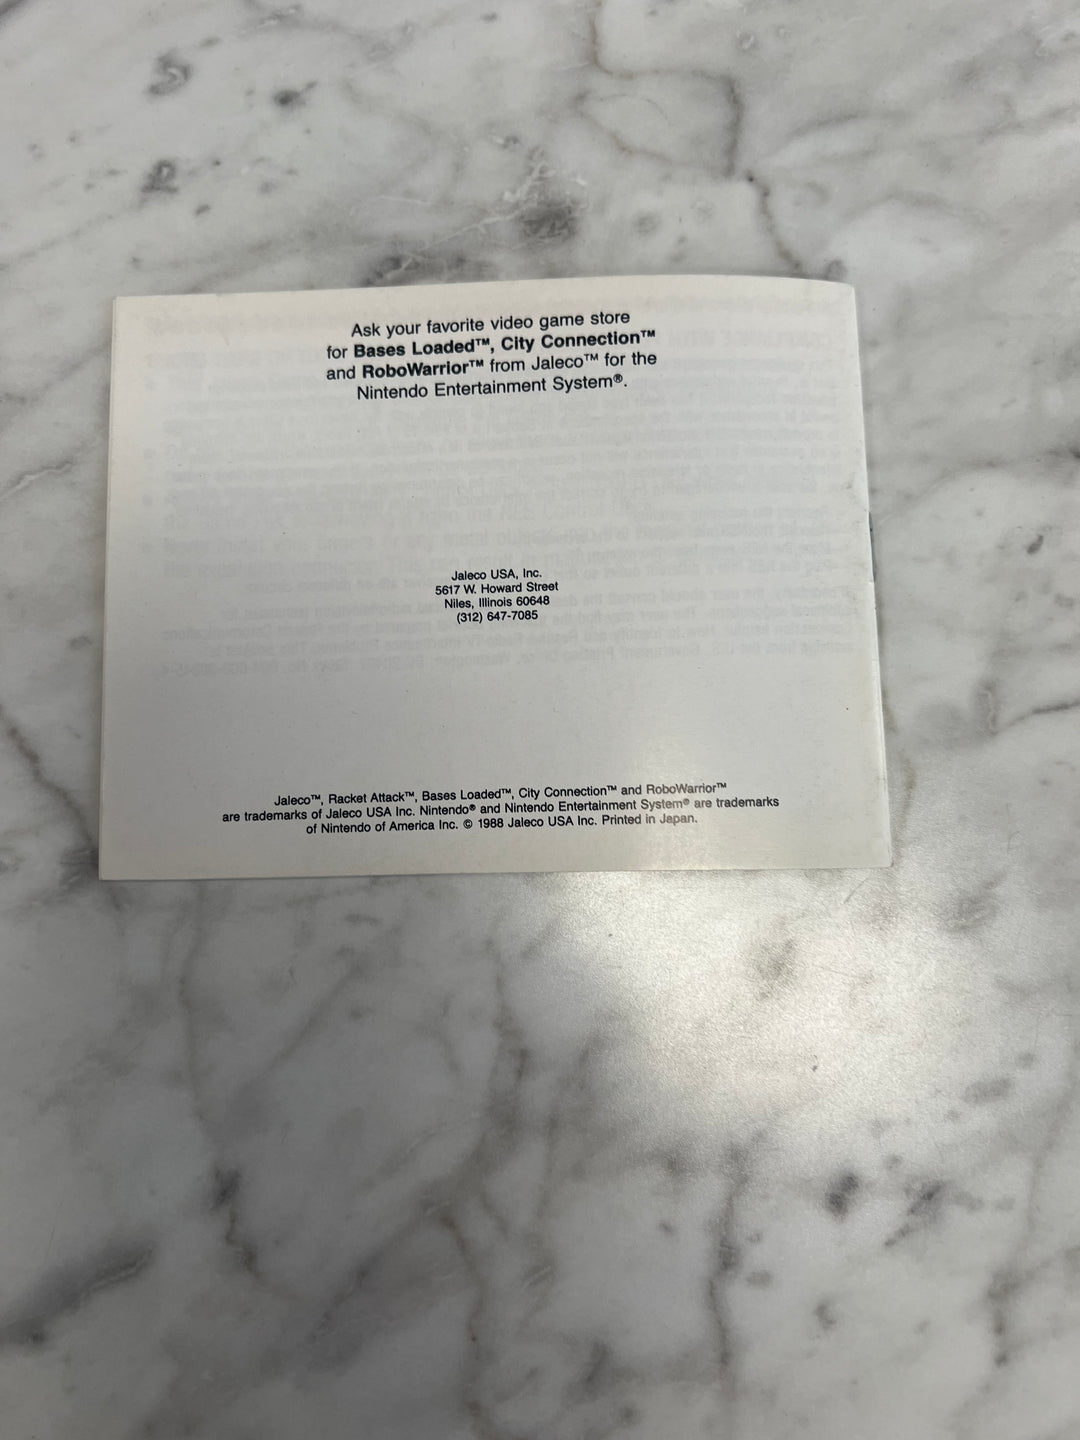 Ask your favorite video game store
for Bases Loaded™, City Connection™
and RoboWarrior™ from Jaleco™ for the
Nintendo Entertainment System®.
Jaleco USA, Inc.
5617 W. Howard Street
Niles, Illinois 60648
(312) 647-7085
Jaleco™, Racket Attack™, Bases Loaded™, City Connection™ and RoboWarrior™
are trademarks of Jaleco USA Inc. Nintendo® and Nintendo Entertainment System® are trademarks
of Nintendo of America Inc. © 1988 Jaleco USA Inc. Printed in Japan.